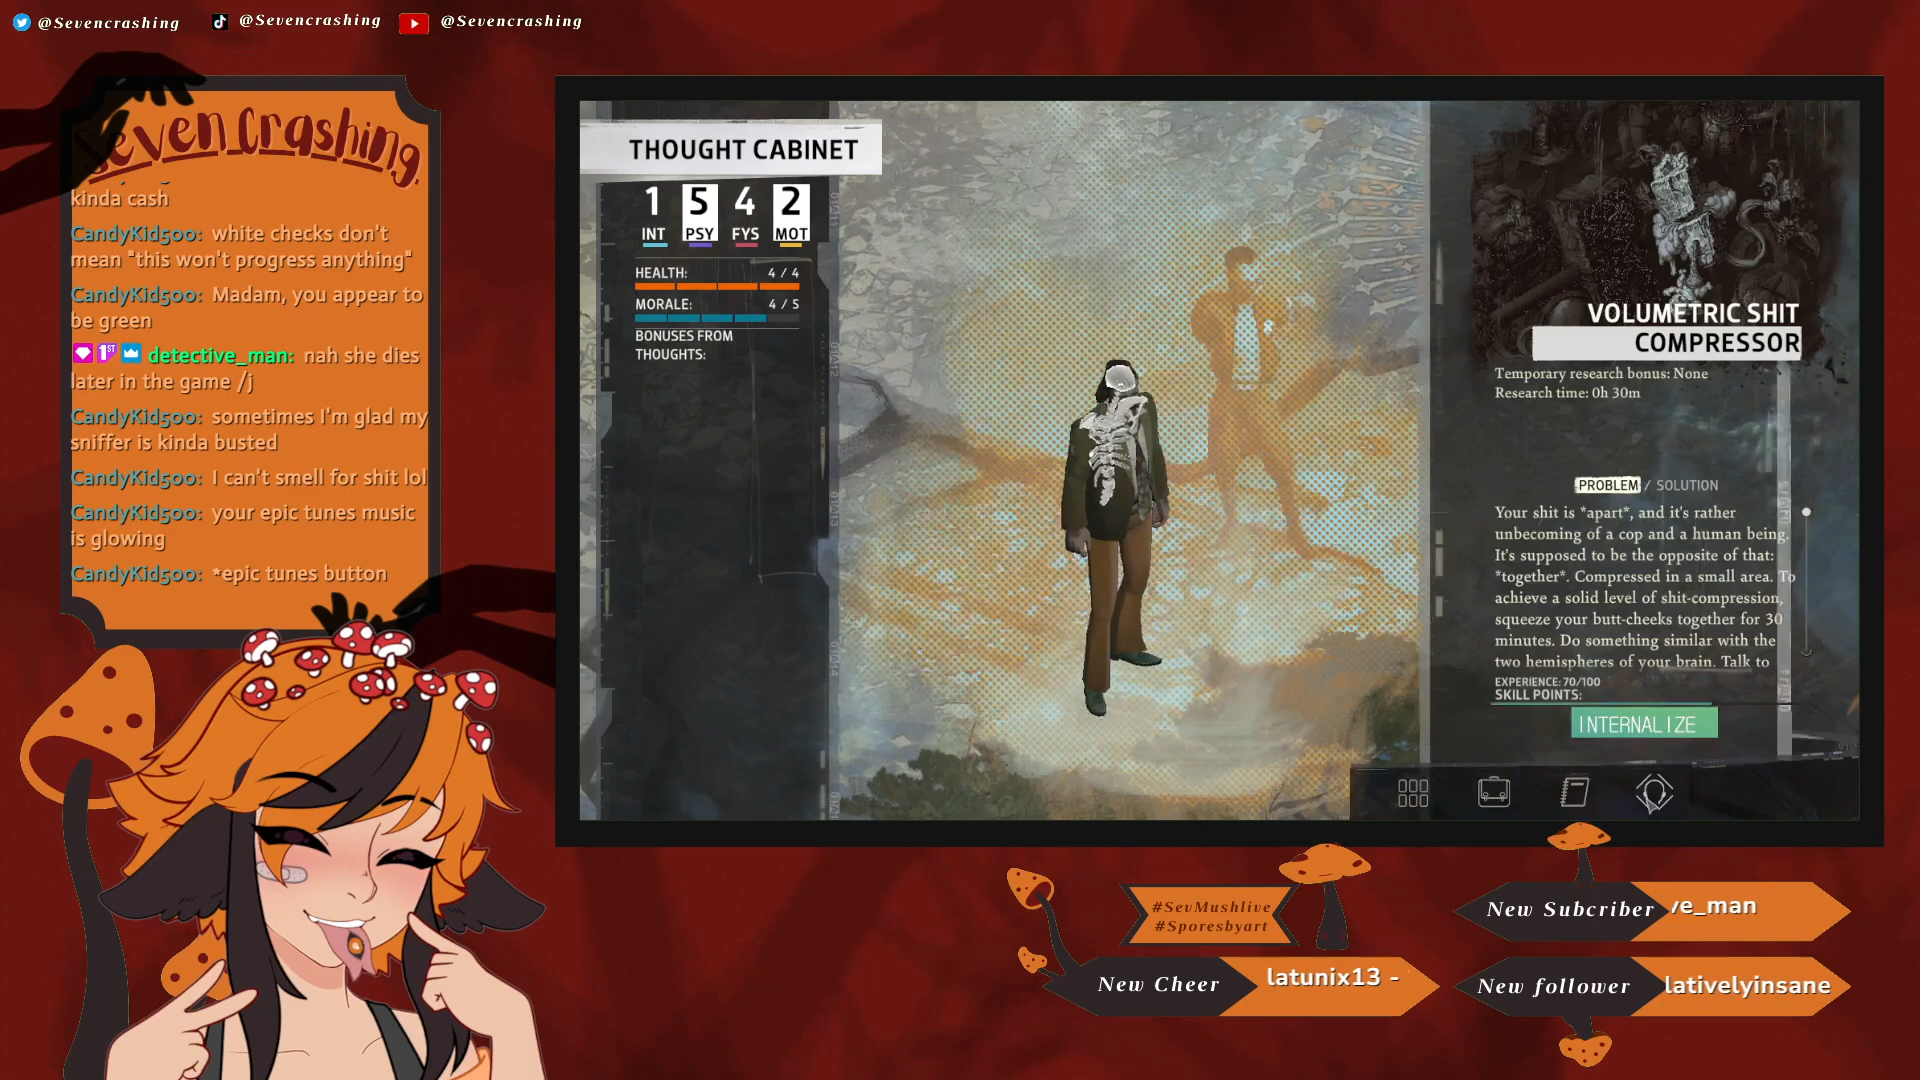 @Sevencrashing
@Sevencrashing
@Sevencrashing
Seven Crashing
kinda cash
CandyKid500: white checks don't
mean "this won't progress anything"
CandyKid500: Madam, you appear to
be green
1ST detective_man: nah she dies
later in the game /j
CandyKid500: sometimes I'm glad my
sniffer is kinda busted
CandyKid500: I can't smell for shit lol
CandyKid500: your epic tunes music
is glowing
CandyKid500: *epic tunes button
THOUGHT CABINET
1 5 4 2
INT PSY FYS MOT
HEALTH: 4 / 4
MORALE: 4 / 5
BONUSES FROM
THOUGHTS:
VOLUMETRIC SHIT
COMPRESSOR
Temporary research bonus: None
Research time: 0h 30m
PROBLEM / SOLUTION
Your shit is *apart*, and it's rather
unbecoming of a cop and a human being.
It's supposed to be the opposite of that:
*together*. Compressed in a small area. To
achieve a solid level of shit-compression,
squeeze your butt-cheeks together for 30
minutes. Do something similar with the
two hemispheres of your brain. Talk to
EXPERIENCE: 70/100
SKILL POINTS:
INTERNALIZE
#SevMushlive
#Sporesbyart
New Subcriber
ve_man
New Cheer
latunix13 -
New follower
lativelyinsane